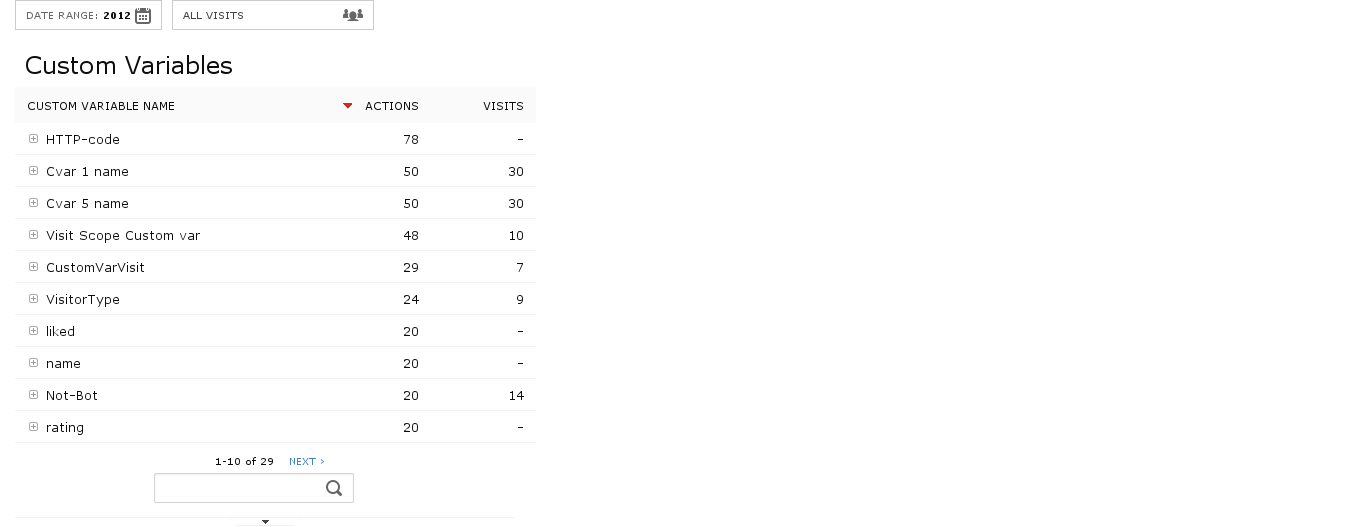 DATE RANGE: 2012 ALL VISITS
Custom Variables
CUSTOM VARIABLE NAME ACTIONS VISITS
HTTP-code 78 -
Cvar 1 name 50 30
Cvar 5 name 50 30
Visit Scope Custom var 48 10
CustomVarVisit 29 7
VisitorType 24 9
liked 20 -
name 20 -
Not-Bot 20 14
rating 20 -
1-10 of 29 NEXT ›